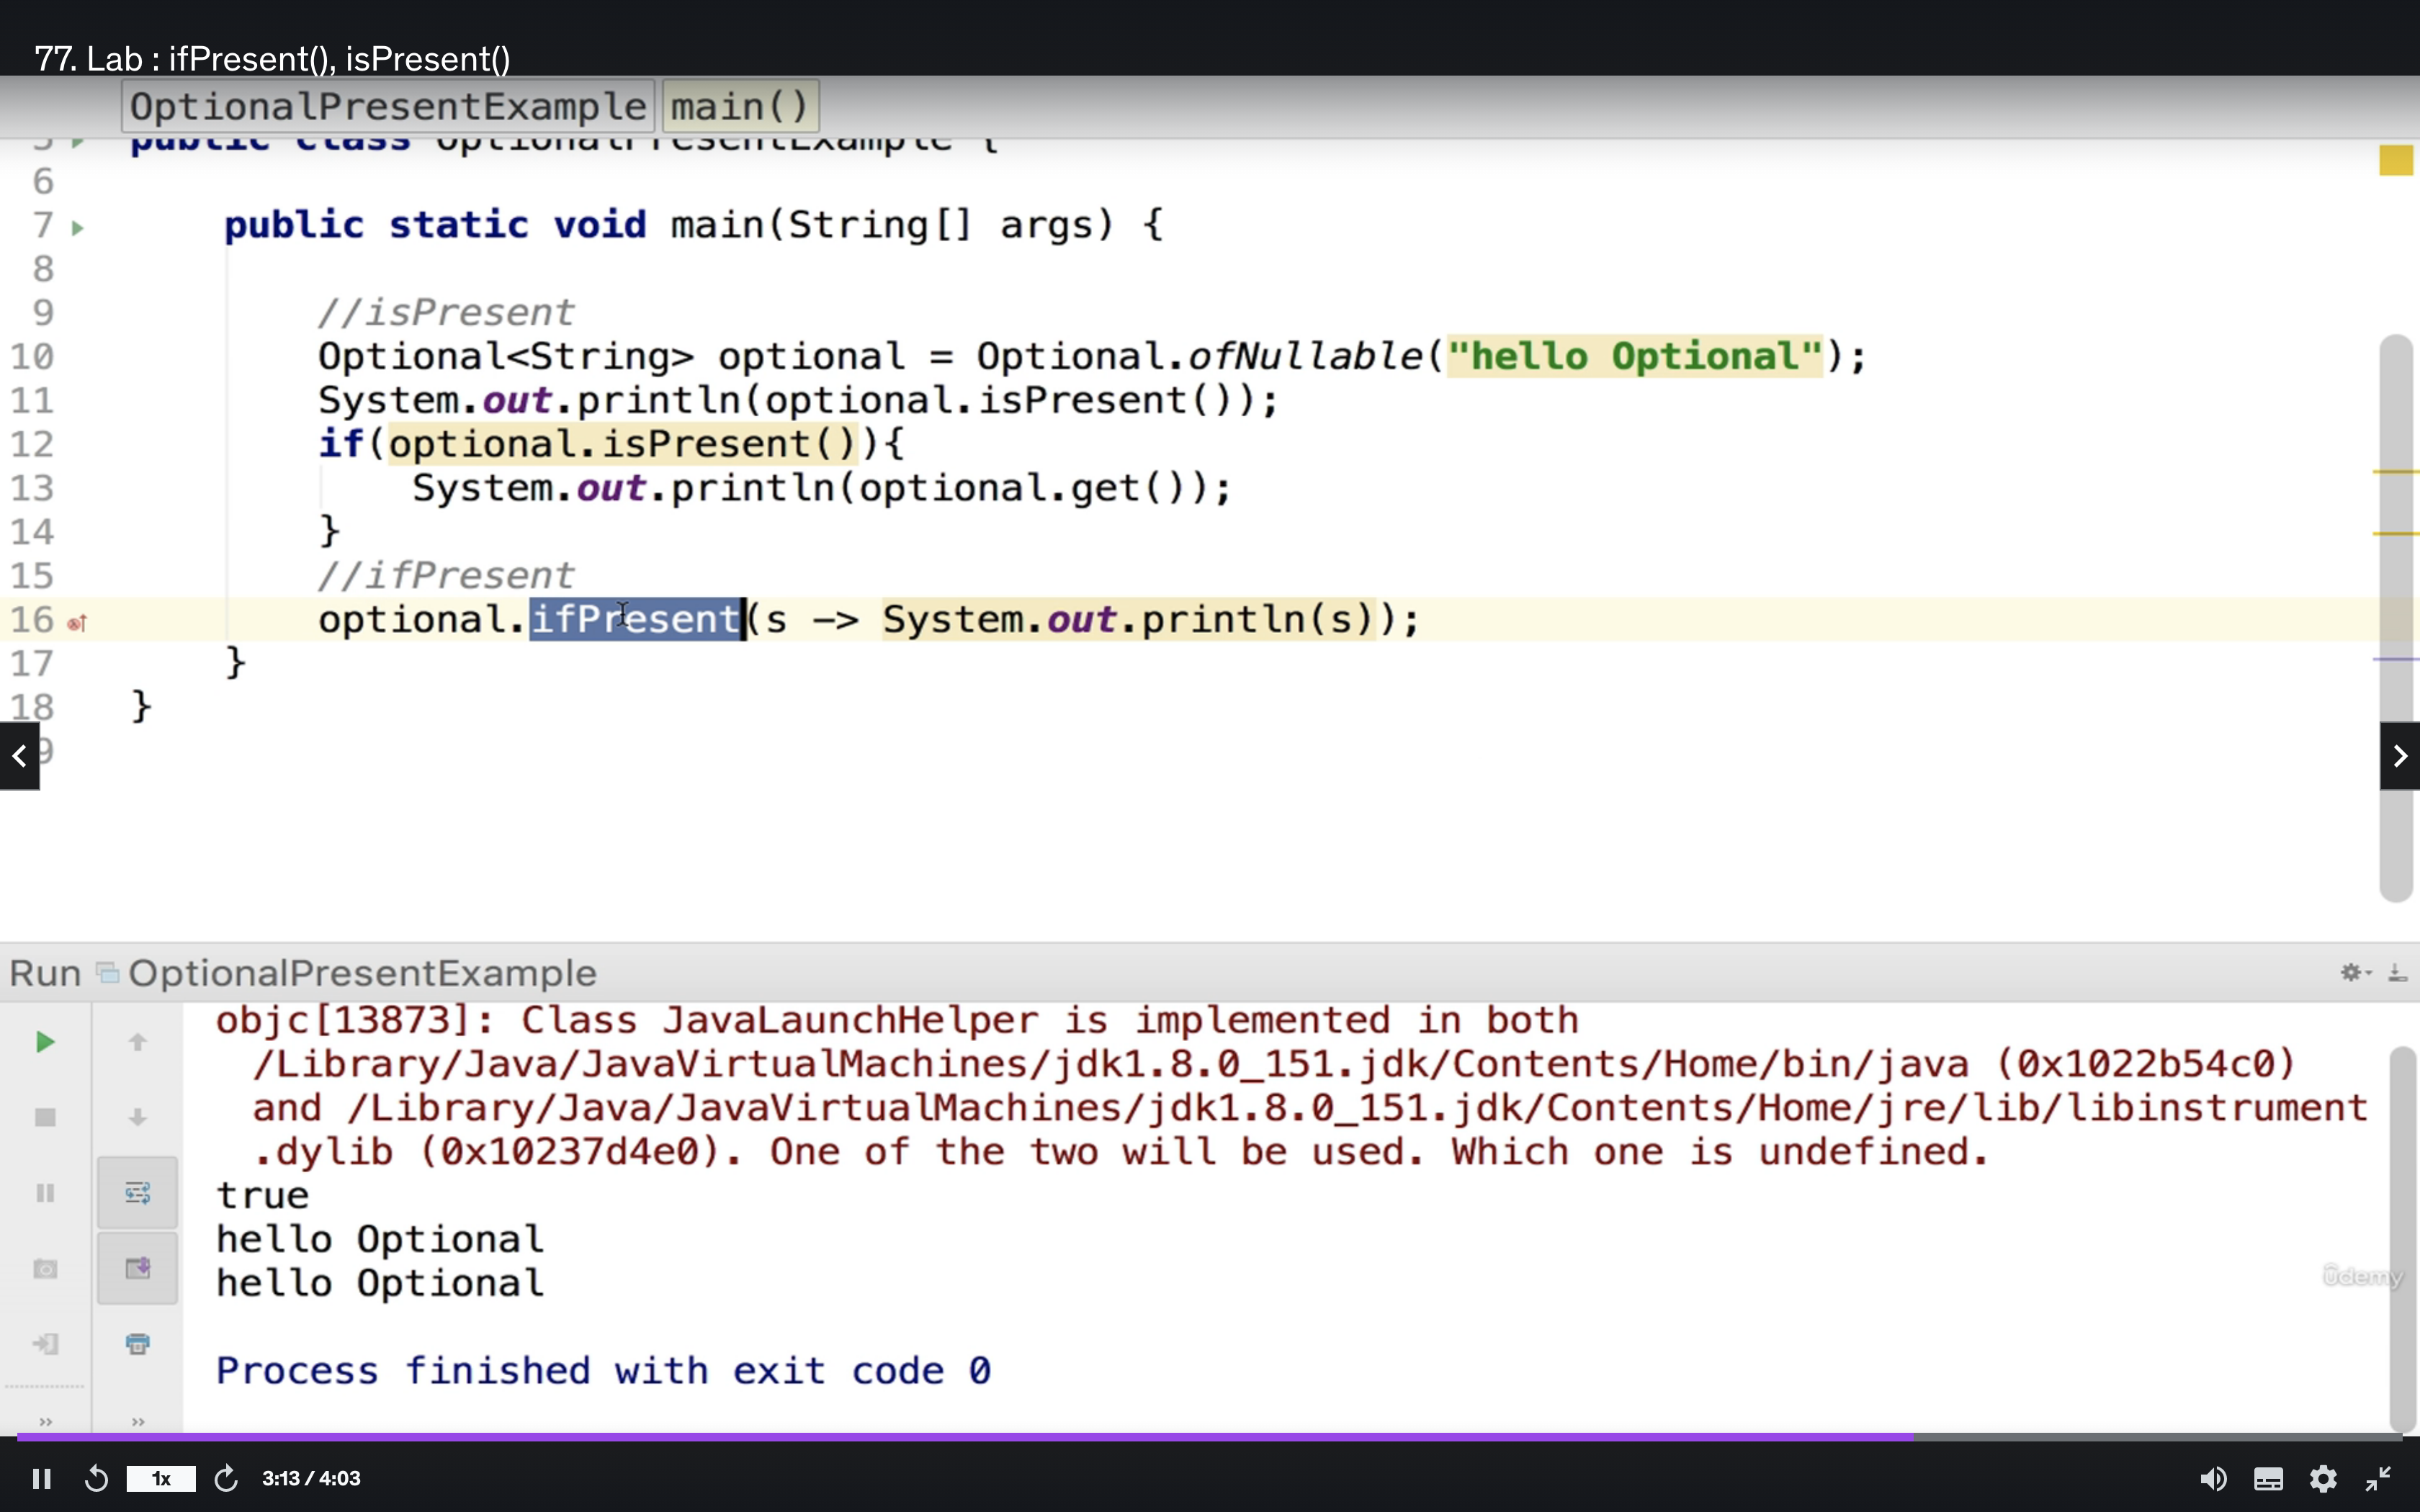 77. Lab : ifPresent(), isPresent()
OptionalPresentExample main()
5 public class OptionalPresentExample {
6
7 public static void main(String[] args) {
8
9 //isPresent
10 Optional<String> optional = Optional.ofNullable("hello Optional");
11 System.out.println(optional.isPresent());
12 if(optional.isPresent()){
13 System.out.println(optional.get());
14 }
15 //ifPresent
16 optional.ifPresent(s -> System.out.println(s));
17 }
18 }
9
Run OptionalPresentExample
objc[13873]: Class JavaLaunchHelper is implemented in both
/Library/Java/JavaVirtualMachines/jdk1.8.0_151.jdk/Contents/Home/bin/java (0x1022b54c0)
and /Library/Java/JavaVirtualMachines/jdk1.8.0_151.jdk/Contents/Home/jre/lib/libinstrument
.dylib (0x10237d4e0). One of the two will be used. Which one is undefined.
true
hello Optional
hello Optional
ûdemy
Process finished with exit code 0
1x 3:13 / 4:03